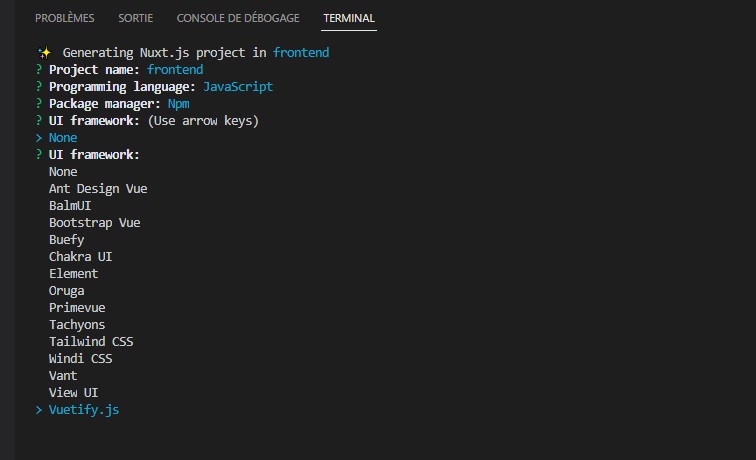 PROBLÈMES SORTIE CONSOLE DE DÉBOGAGE TERMINAL
✨ Generating Nuxt.js project in frontend
? Project name: frontend
? Programming language: JavaScript
? Package manager: Npm
? UI framework: (Use arrow keys)
> None
? UI framework:
None
Ant Design Vue
BalmUI
Bootstrap Vue
Buefy
Chakra UI
Element
Oruga
Primevue
Tachyons
Tailwind CSS
Windi CSS
Vant
View UI
> Vuetify.js